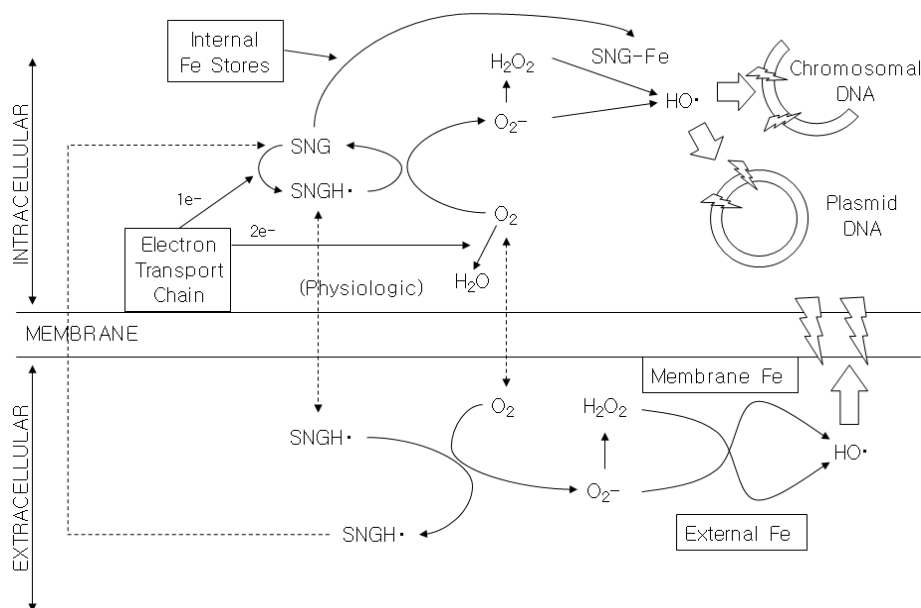 Internal
Fe Stores
SNG-Fe
H₂O₂
HO·
Chromosomal
DNA
O₂⁻
SNG
SNGH·
1e-
O₂
2e-
Electron
Transport
Chain
H₂O
(Physiologic)
Plasmid
DNA
INTRACELLULAR
MEMBRANE
EXTRACELLULAR
Membrane Fe
O₂
H₂O₂
SNGH·
HO·
O₂⁻
SNGH·
External Fe